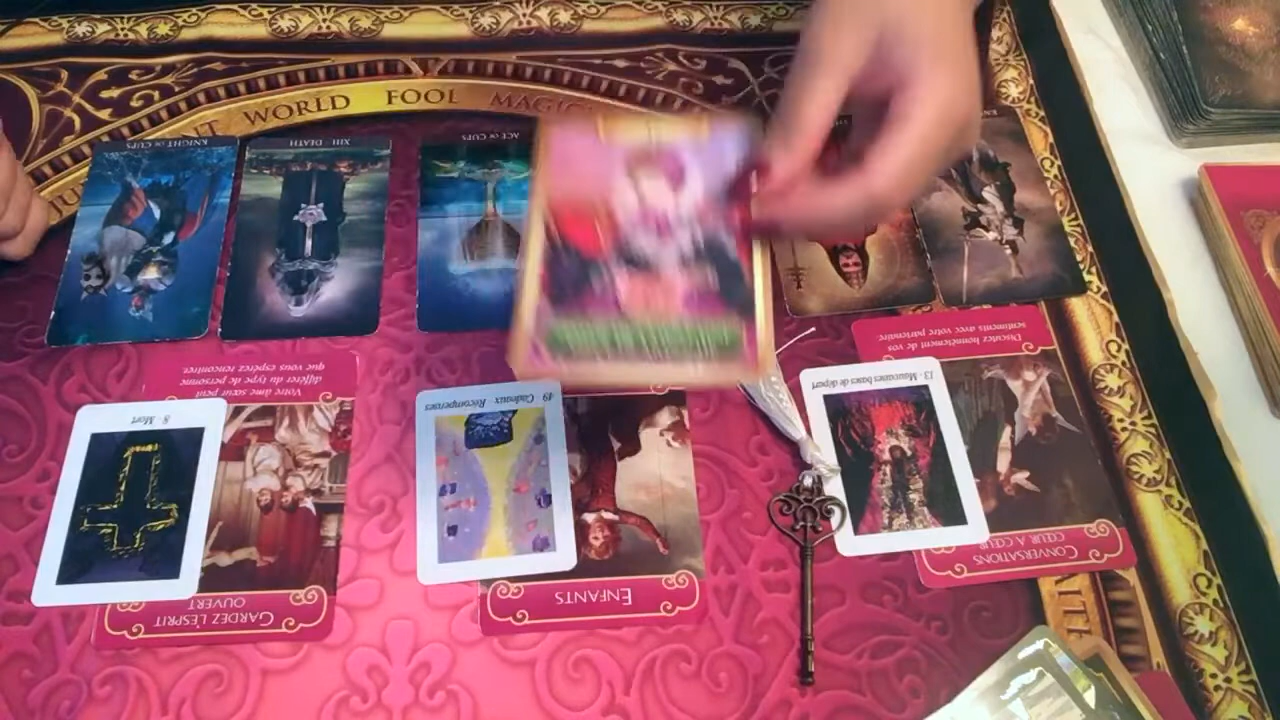 WORLD FOOL MAGIC
KNIGHT OF CUPS
XIII DEATH
ACE OF CUPS
Votre âme sœur peut
différer du type de personne
que vous espérez rencontrer.
8 - Mort
GARDEZ L'ESPRIT
OUVERT
49 - Cadeaux - Récompenses
ENFANTS
Discutez honnêtement de vos
sentiments avec votre partenaire
13 - Mauvaises bases de départ
CONVERSATIONS
CŒUR À CŒUR